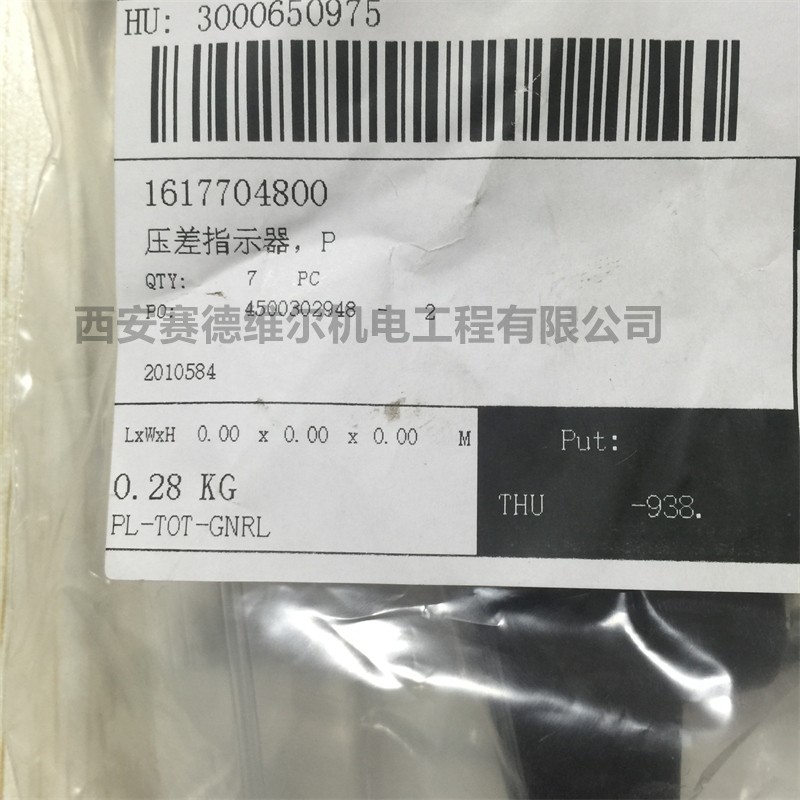 HU: 3000650975
1617704800
压差指示器, P
QTY: 7 PC
PO: 4500302948 - 2
西安赛德维尔机电工程有限公司
2010584
LxWxH 0.00 x 0.00 x 0.00 M
Put:
0.28 KG
THU -938.
PL-TOT-GNRL